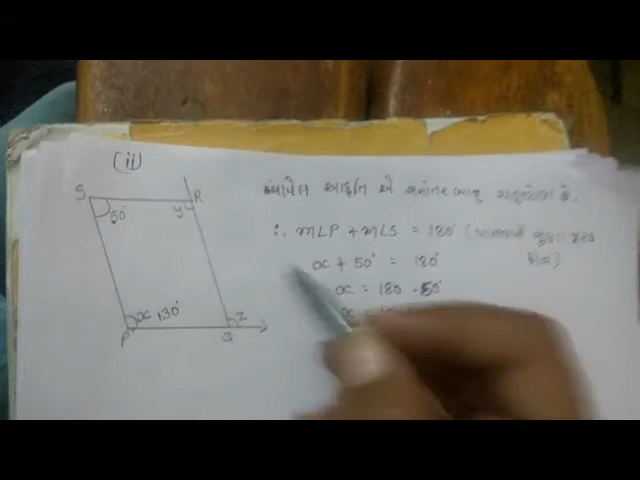 (ii)
S R
50° y
x 130° z
P Q
આપેલ આકૃતિ એ સમાંતરબાજુ ચતુષ્કોણ છે.
∴ m∠P + m∠S = 180° (
x + 50° = 180°
x = 180 - 50°
x =